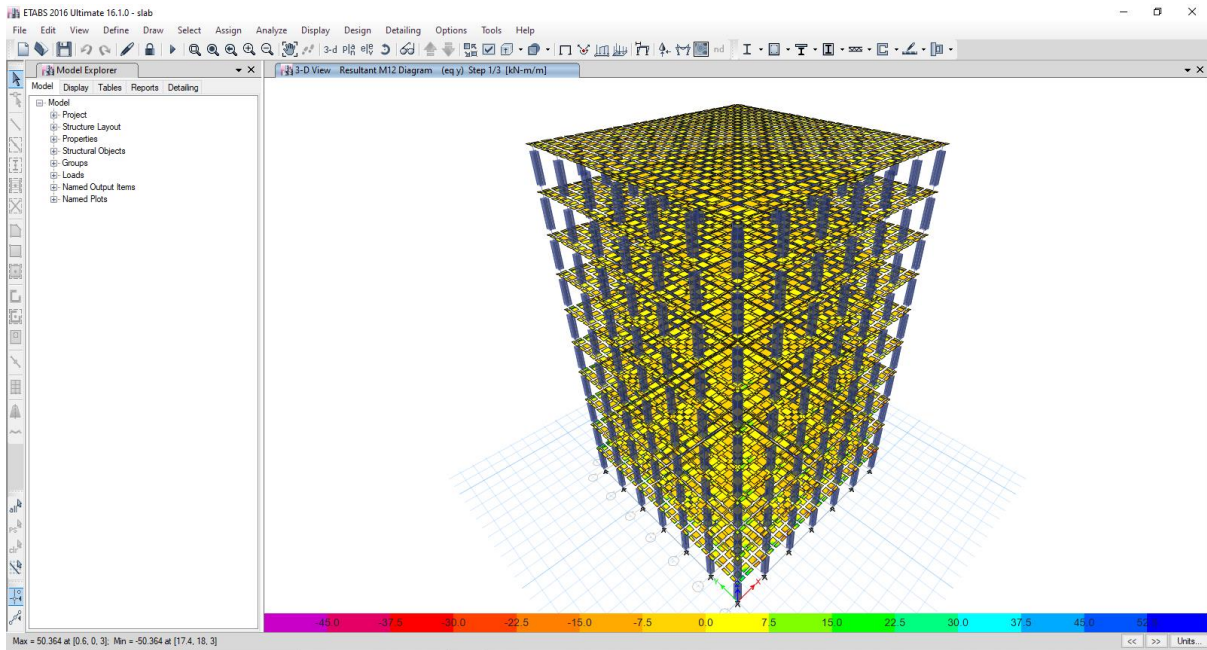 ETABS 2016 Ultimate 16.1.0 - slab
File Edit View Define Draw Select Assign Analyze Display Design Detailing Options Tools Help
3-d nd
Model Explorer
3-D View Resultant M12 Diagram (eq y) Step 1/3 [kN-m/m]
Model Display Tables Reports Detailing
Model
Project
Structure Layout
Properties
Structural Objects
Groups
Loads
Named Output Items
Named Plots
all
ps
clr
X
-45.0 -37.5 -30.0 -22.5 -15.0 -7.5 0.0 7.5 15.0 22.5 30.0 37.5 45.0
Max = 50.364 at [0.6, 0, 3]; Min = -50.364 at [17.4, 18, 3]
<< >> Units...